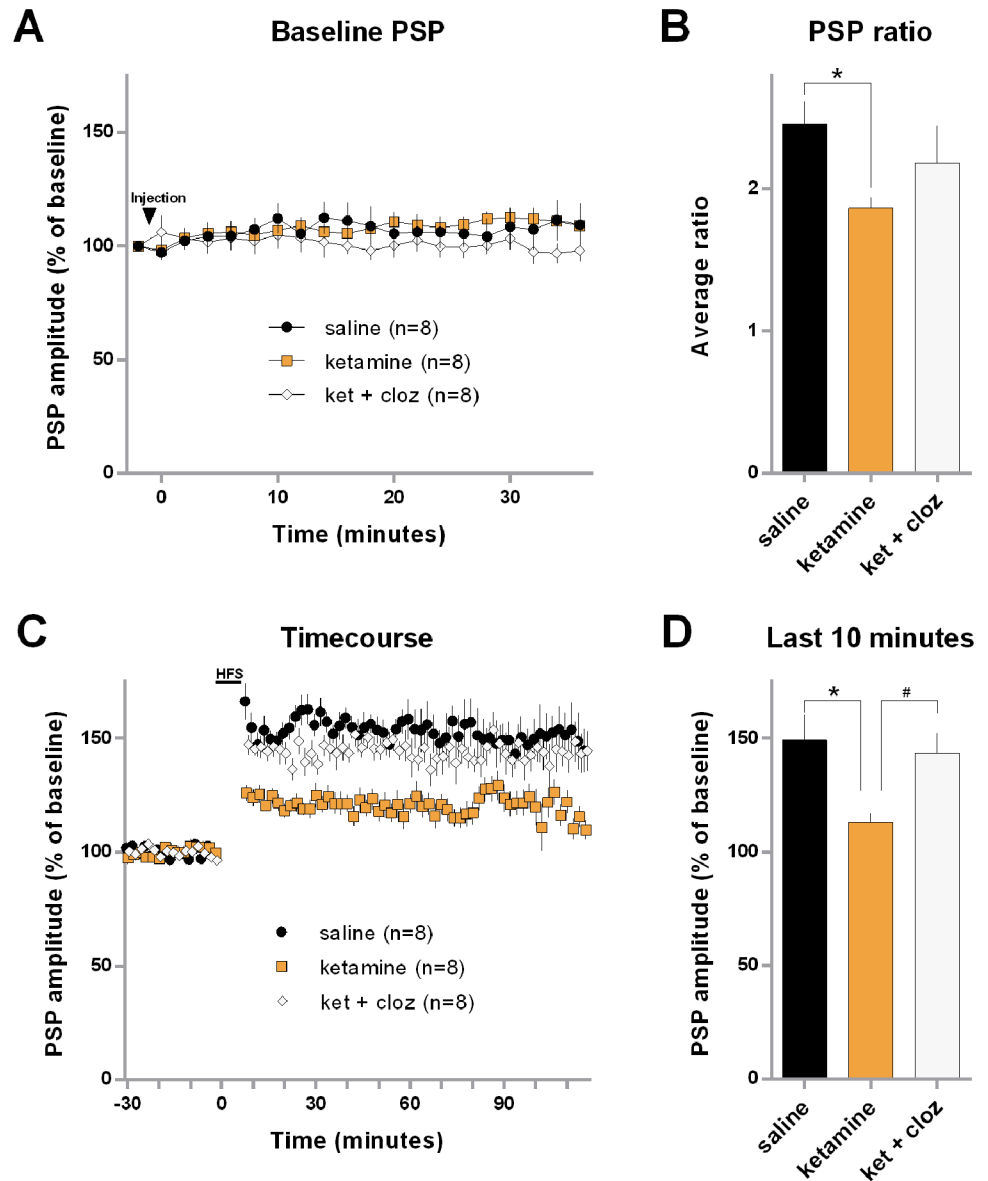 A
Baseline PSP
PSP amplitude (% of baseline)
150
100
50
0
Injection
saline (n=8)
ketamine (n=8)
ket + cloz (n=8)
0 10 20 30
Time (minutes)
B
PSP ratio
Average ratio
2
1
0
*
saline
ketamine
ket + cloz
C
Timecourse
PSP amplitude (% of baseline)
150
100
50
0
HFS
saline (n=8)
ketamine (n=8)
ket + cloz (n=8)
-30 0 30 60 90
Time (minutes)
D
Last 10 minutes
PSP amplitude (% of baseline)
150
100
50
0
* #
saline
ketamine
ket + cloz